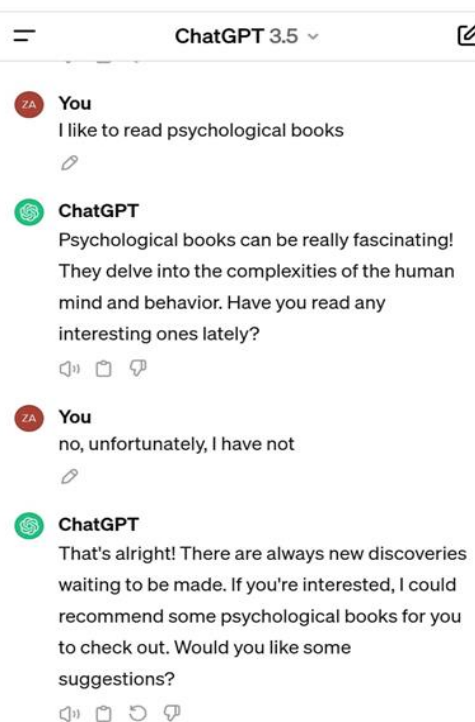 ChatGPT 3.5
ZA
You
I like to read psychological books
ChatGPT
Psychological books can be really fascinating!
They delve into the complexities of the human
mind and behavior. Have you read any
interesting ones lately?
ZA
You
no, unfortunately, I have not
ChatGPT
That's alright! There are always new discoveries
waiting to be made. If you're interested, I could
recommend some psychological books for you
to check out. Would you like some
suggestions?